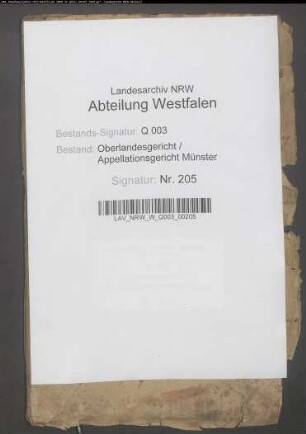 Landesarchiv NRW
Abteilung Westfalen
Bestands-Signatur: Q 003
Bestand: Oberlandesgericht /
Appellationsgericht Münster
Signatur: Nr. 205
LAV_NRW_W_Q003_00205